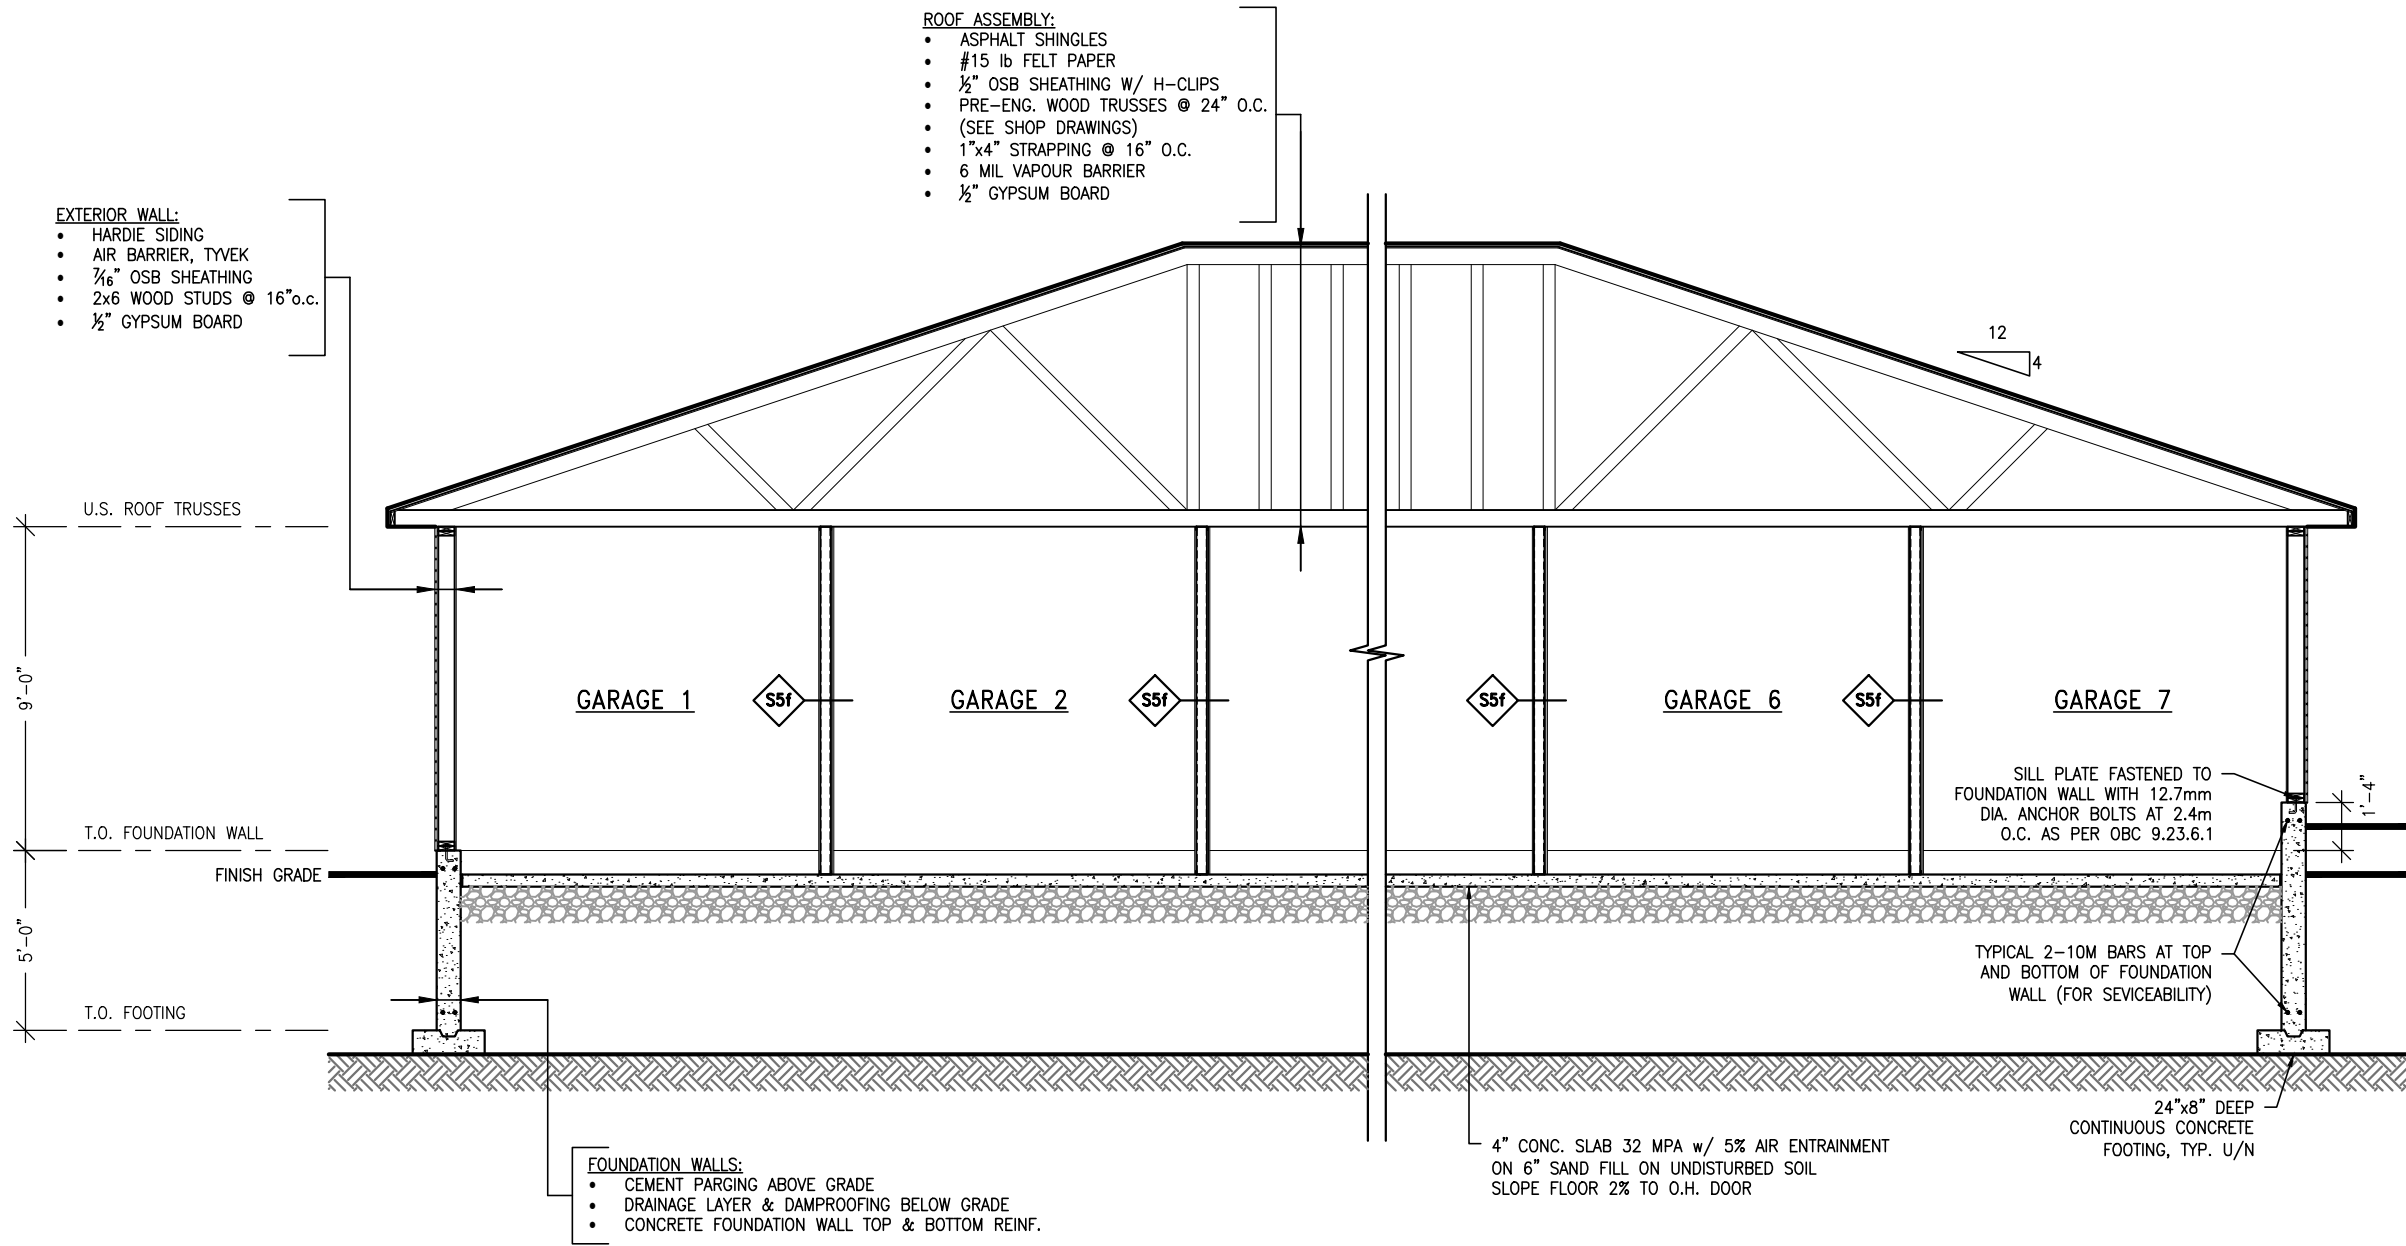 ROOF ASSEMBLY:
• ASPHALT SHINGLES
• #15 lb FELT PAPER
• ½" OSB SHEATHING W/ H-CLIPS
• PRE-ENG. WOOD TRUSSES @ 24" O.C.
• (SEE SHOP DRAWINGS)
• 1"x4" STRAPPING @ 16" O.C.
• 6 MIL VAPOUR BARRIER
• ½" GYPSUM BOARD
EXTERIOR WALL:
• HARDIE SIDING
• AIR BARRIER, TYVEK
• 7/16" OSB SHEATHING
• 2x6 WOOD STUDS @ 16"o.c.
• ½" GYPSUM BOARD
12
4
U.S. ROOF TRUSSES
9'-0"
GARAGE 1
S5f
GARAGE 2
S5f
S5f
GARAGE 6
S5f
GARAGE 7
SILL PLATE FASTENED TO
FOUNDATION WALL WITH 12.7mm
DIA. ANCHOR BOLTS AT 2.4m
O.C. AS PER OBC 9.23.6.1
1'-4"
T.O. FOUNDATION WALL
FINISH GRADE
5'-0"
T.O. FOOTING
TYPICAL 2-10M BARS AT TOP
AND BOTTOM OF FOUNDATION
WALL (FOR SEVICEABILITY)
24"x8" DEEP
CONTINUOUS CONCRETE
FOOTING, TYP. U/N
4" CONC. SLAB 32 MPA w/ 5% AIR ENTRAINMENT
ON 6" SAND FILL ON UNDISTURBED SOIL
SLOPE FLOOR 2% TO O.H. DOOR
FOUNDATION WALLS:
• CEMENT PARGING ABOVE GRADE
• DRAINAGE LAYER & DAMPROOFING BELOW GRADE
• CONCRETE FOUNDATION WALL TOP & BOTTOM REINF.